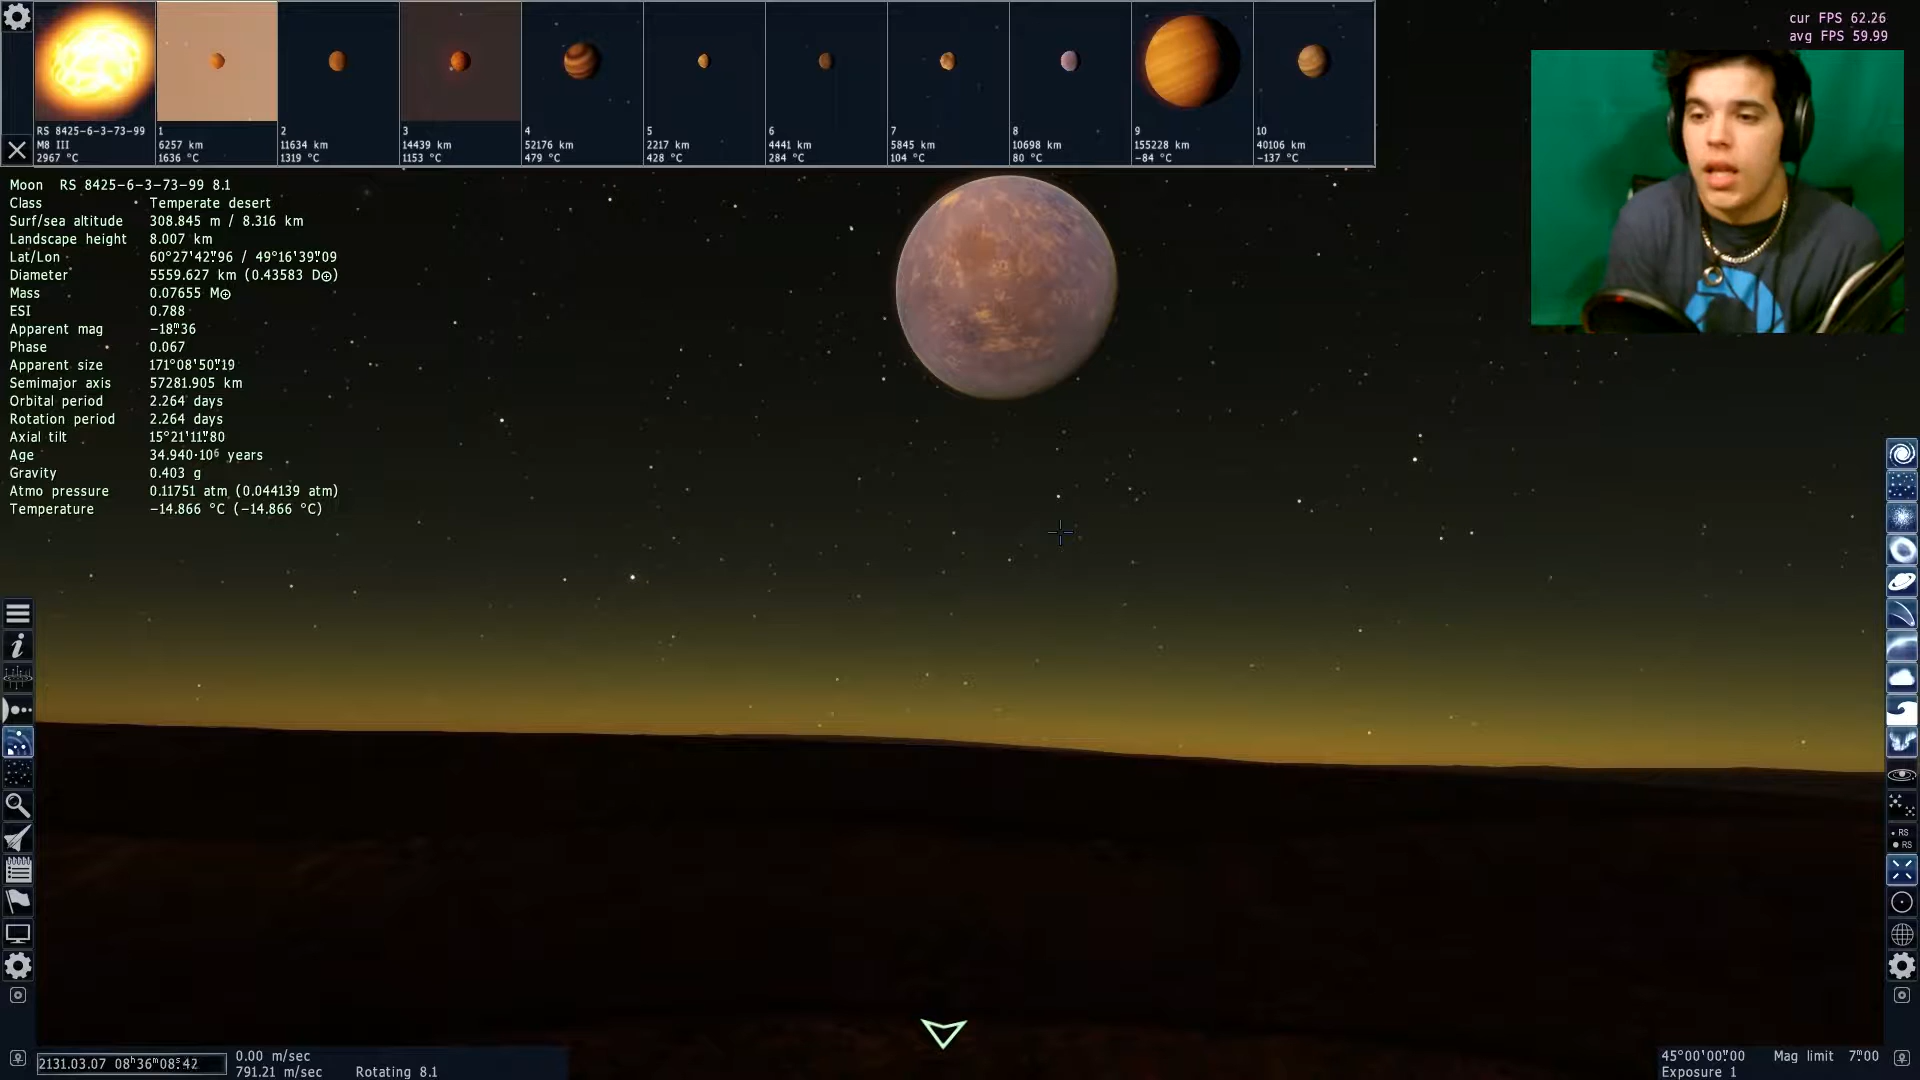 cur FPS 62.26
avg FPS 59.99
RS 8425-6-3-73-99
M8 III
2967 °C
1
6257 km
1636 °C
2
11634 km
1319 °C
3
14439 km
1153 °C
4
52176 km
479 °C
5
2217 km
428 °C
6
4441 km
284 °C
7
5845 km
104 °C
8
10698 km
80 °C
9
155228 km
-84 °C
10
40106 km
-137 °C
Moon RS 8425-6-3-73-99 8.1
Class Temperate desert
Surf/sea altitude 308.845 m / 8.316 km
Landscape height 8.007 km
Lat/Lon 60°27'42"96 / 49°16'39"09
Diameter 5559.627 km (0.43583 D⊕)
Mass 0.07655 M⊕
ESI 0.788
Apparent mag -18ᵐ36
Phase 0.067
Apparent size 171°08'50"19
Semimajor axis 57281.905 km
Orbital period 2.264 days
Rotation period 2.264 days
Axial tilt 15°21'11"80
Age 34.940·10⁶ years
Gravity 0.403 g
Atmo pressure 0.11751 atm (0.044139 atm)
Temperature -14.866 °C (-14.866 °C)
RS
RS
2131.03.07 08ʰ36ᵐ08ˢ42
0.00 m/sec
791.21 m/sec Rotating 8.1
45°00'00"00 Mag limit 7ᵐ00
Exposure 1